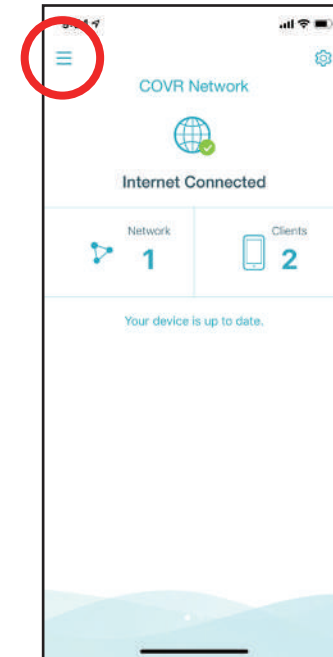 COVR Network
Internet Connected
Network
1
Clients
2
Your device is up to date.